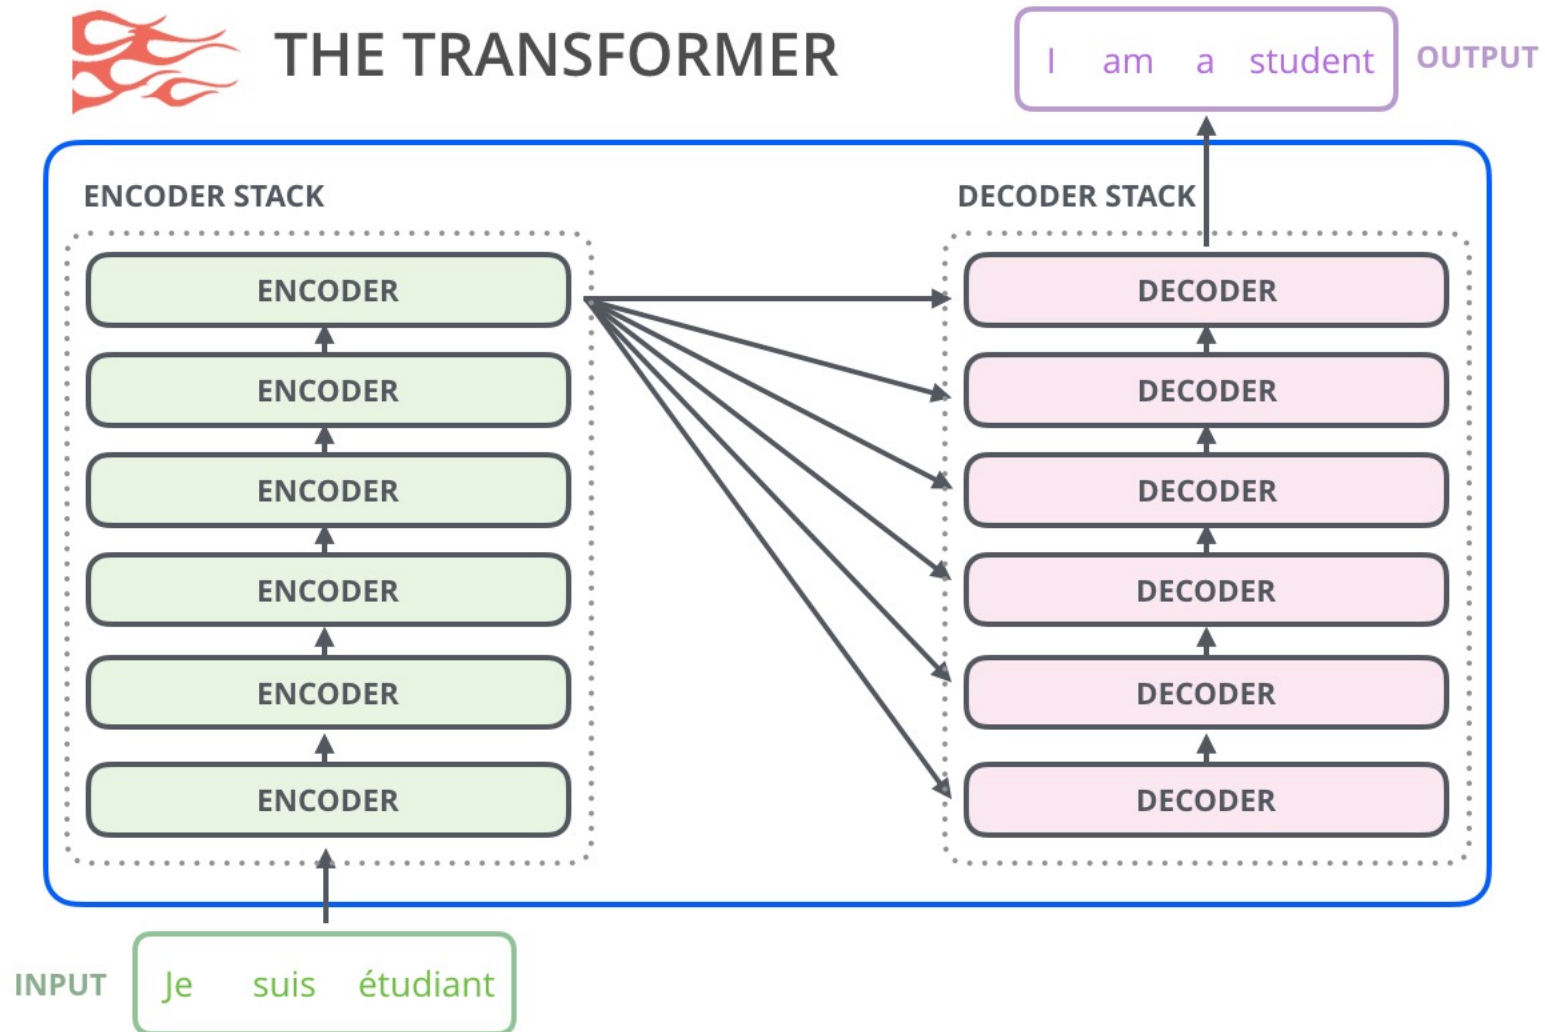 THE TRANSFORMER
I am a student
OUTPUT
ENCODER STACK
DECODER STACK
ENCODER
ENCODER
ENCODER
ENCODER
ENCODER
ENCODER
DECODER
DECODER
DECODER
DECODER
DECODER
DECODER
INPUT
Je suis étudiant